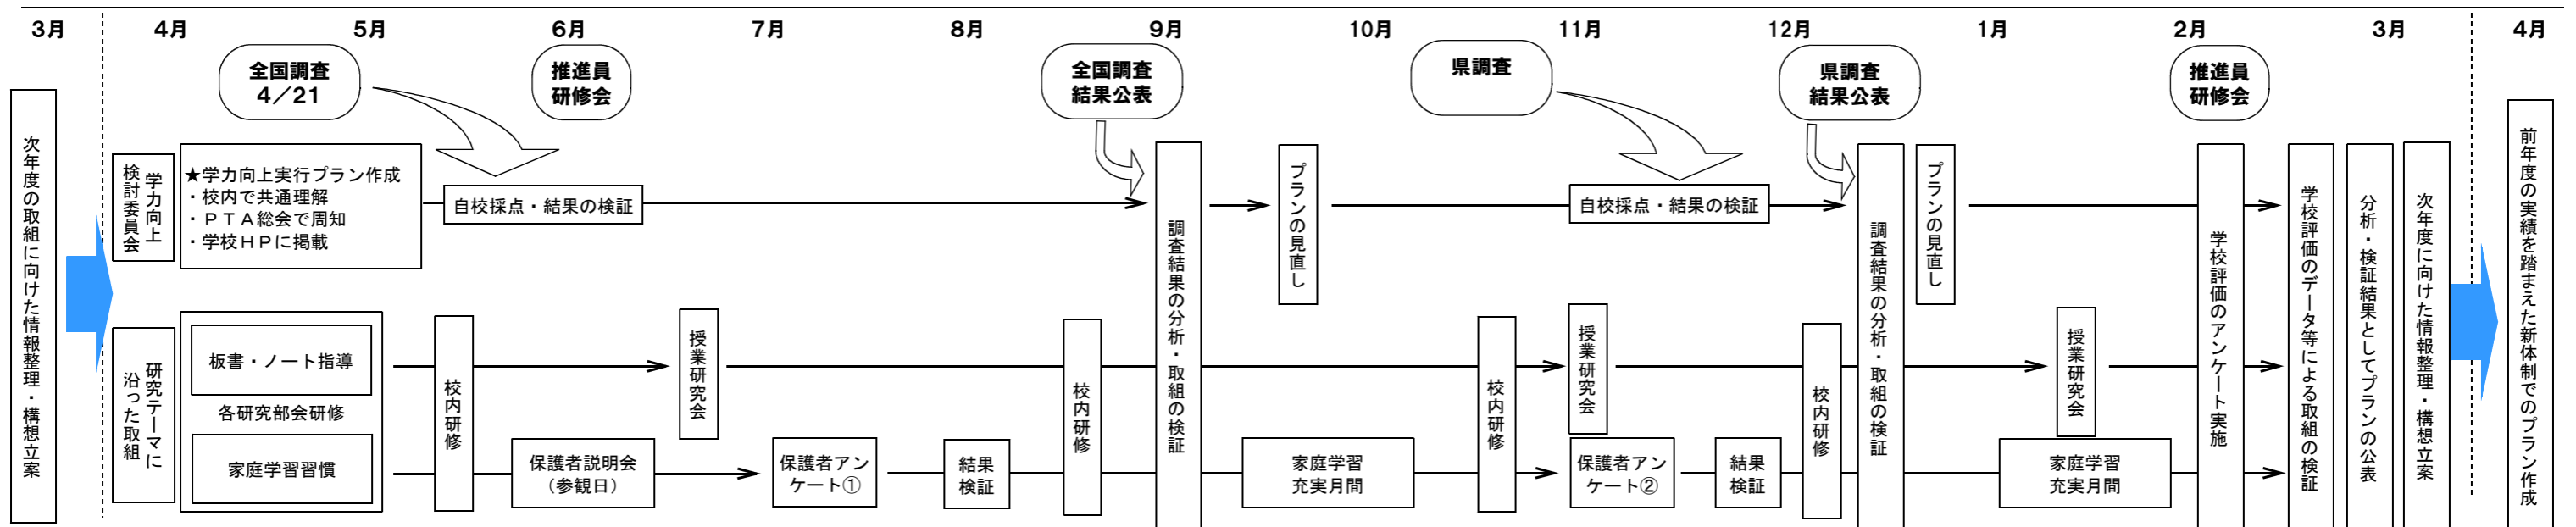 3月
4月
5月
6月
7月
8月
9月
10月
11月
12月
1月
2月
3月
4月
全国調査
4／21
推進員
研修会
全国調査
結果公表
県調査
県調査
結果公表
推進員
研修会
次年度の取組に向けた情報整理・構想立案
学力向上
検討委員会
★学力向上実行プラン作成
・校内で共通理解
・ＰＴＡ総会で周知
・学校ＨＰに掲載
自校採点・結果の検証
調査結果の分析・取組の検証
プランの見直し
自校採点・結果の検証
調査結果の分析・取組の検証
プランの見直し
学校評価のアンケート実施
学校評価のデータ等による取組の検証
分析・検証結果としてプランの公表
次年度に向けた情報整理・構想立案
前年度の実績を踏まえた新体制でのプラン作成
研究テーマに
沿った取組
板書・ノート指導
各研究部会研修
家庭学習習慣
校内研修
保護者説明会
（参観日）
授業研究会
保護者アン
ケート①
結果
検証
校内研修
家庭学習
充実月間
校内研修
授業研究会
保護者アン
ケート②
結果
検証
校内研修
家庭学習
充実月間
授業研究会